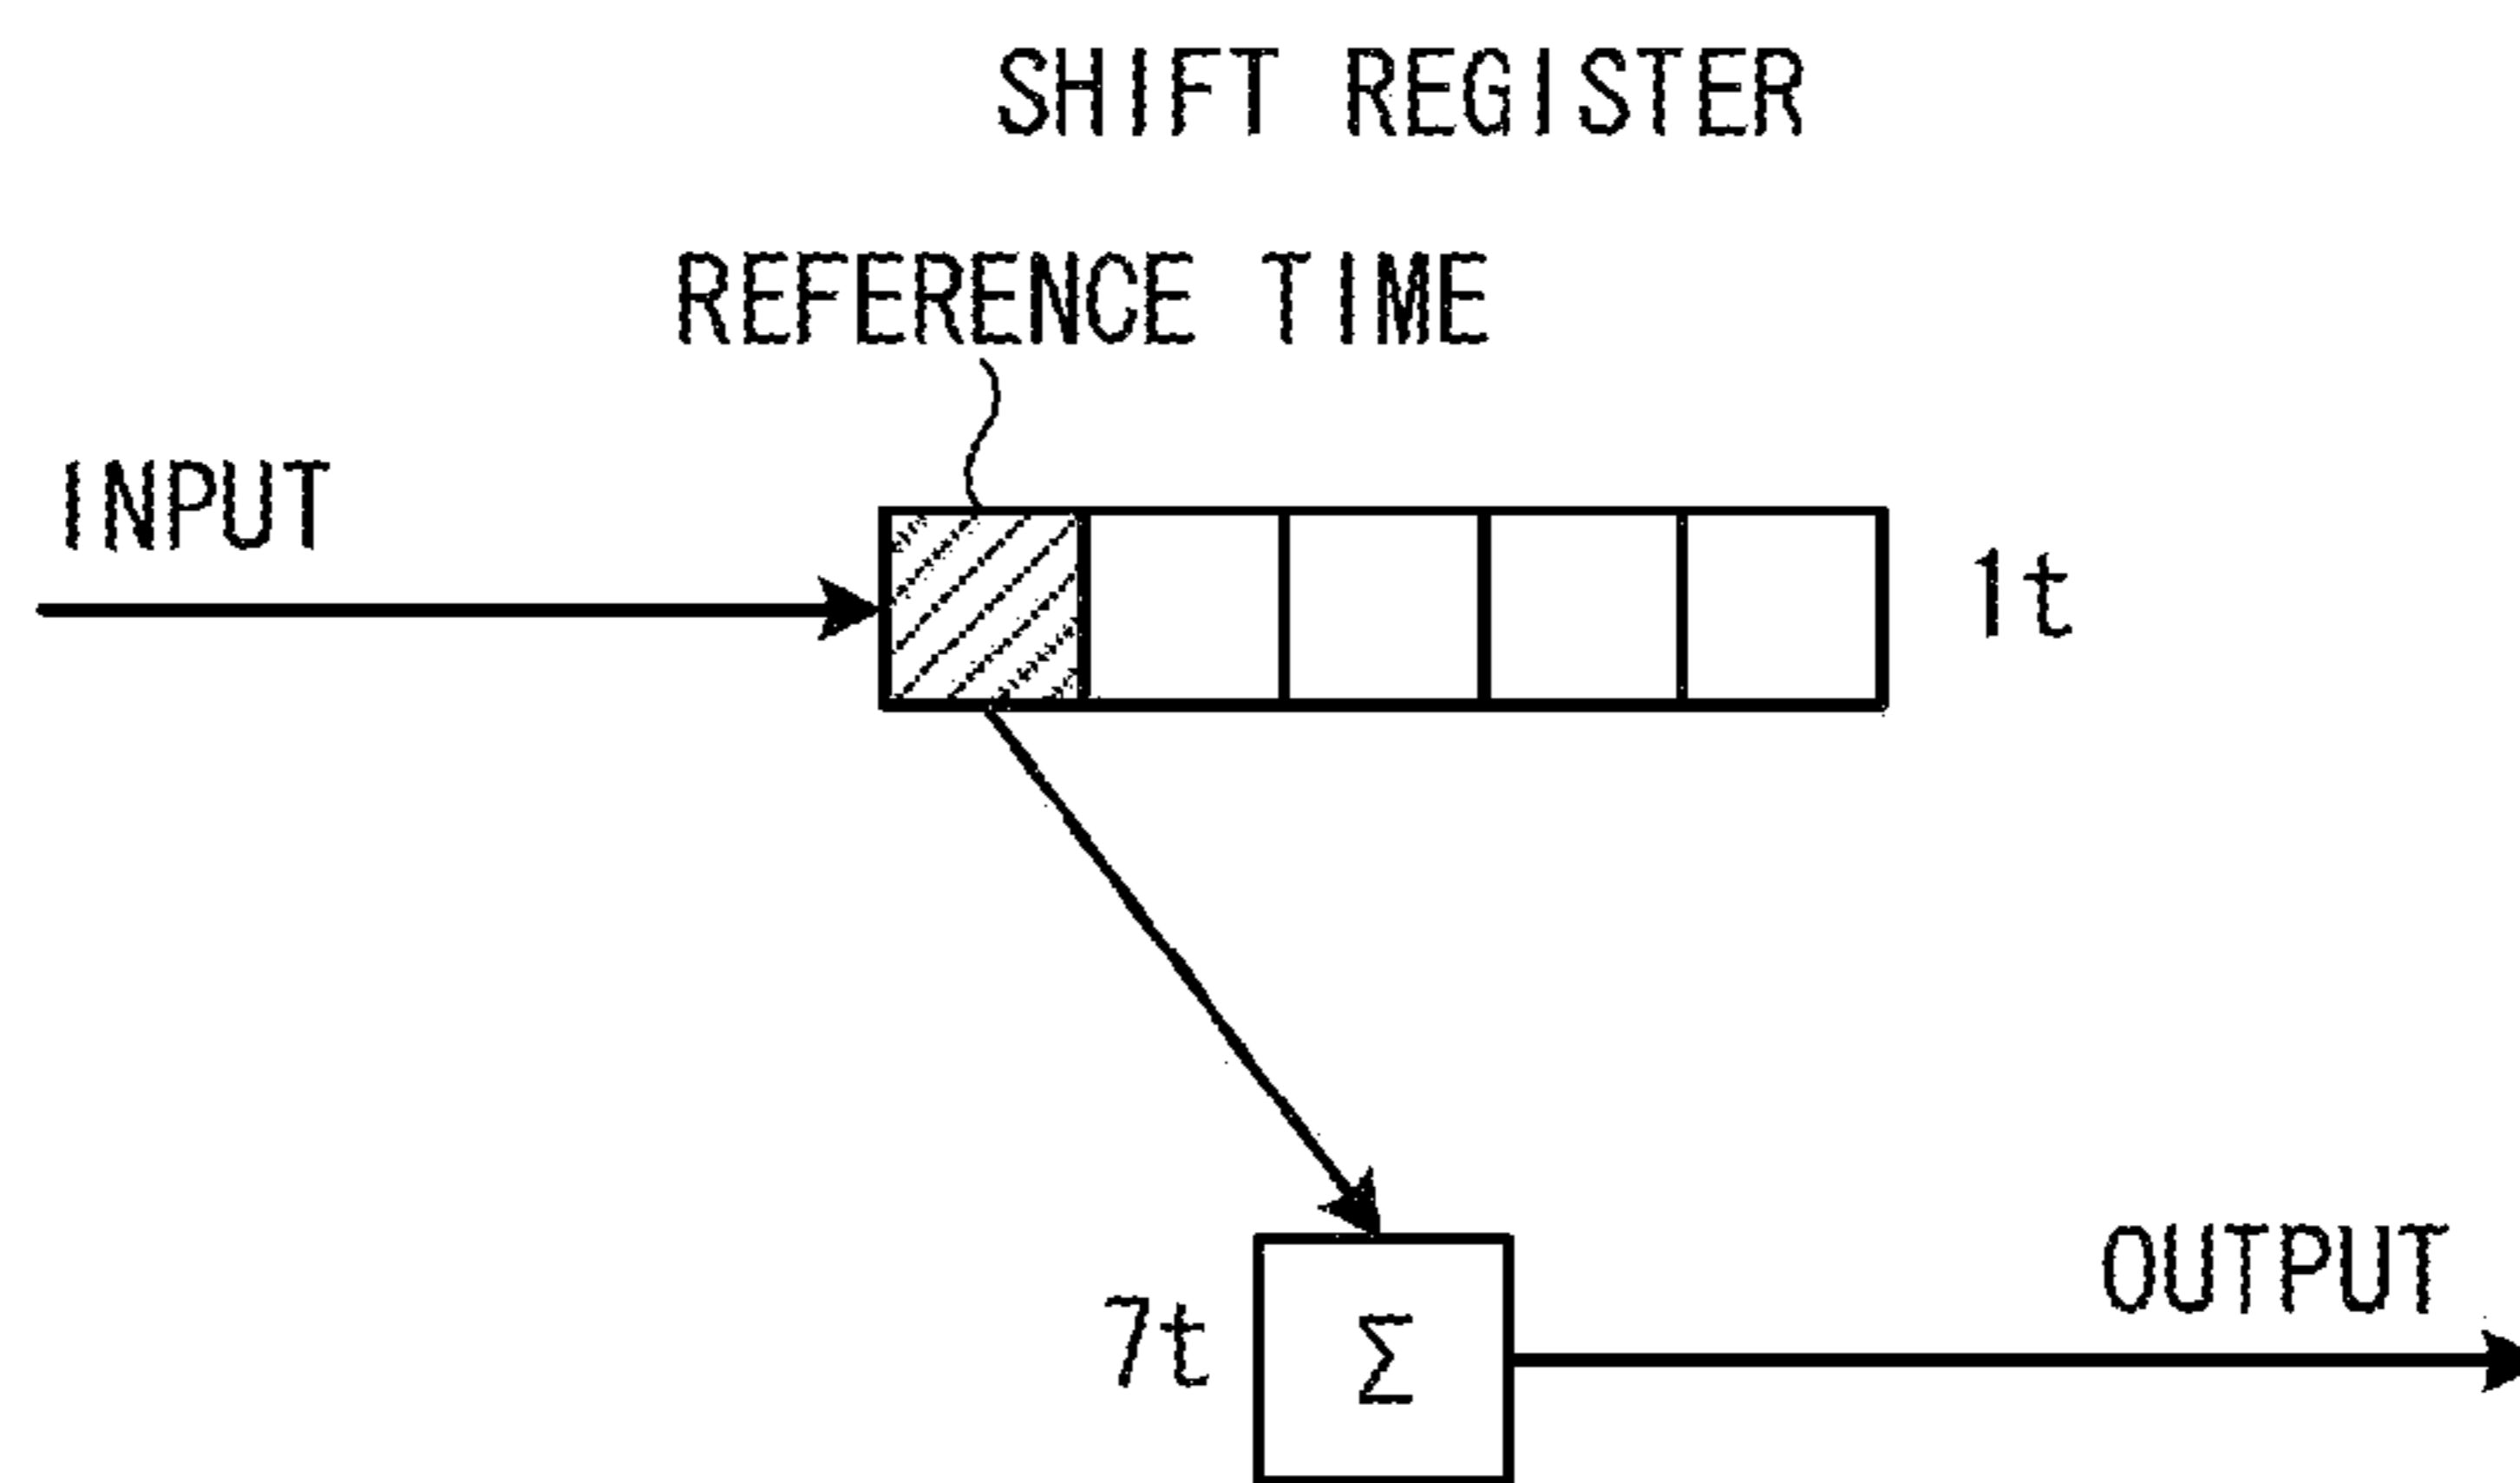 SHIFT REGISTER
REFERENCE TIME
INPUT
1t
OUTPUT
7t
Σ